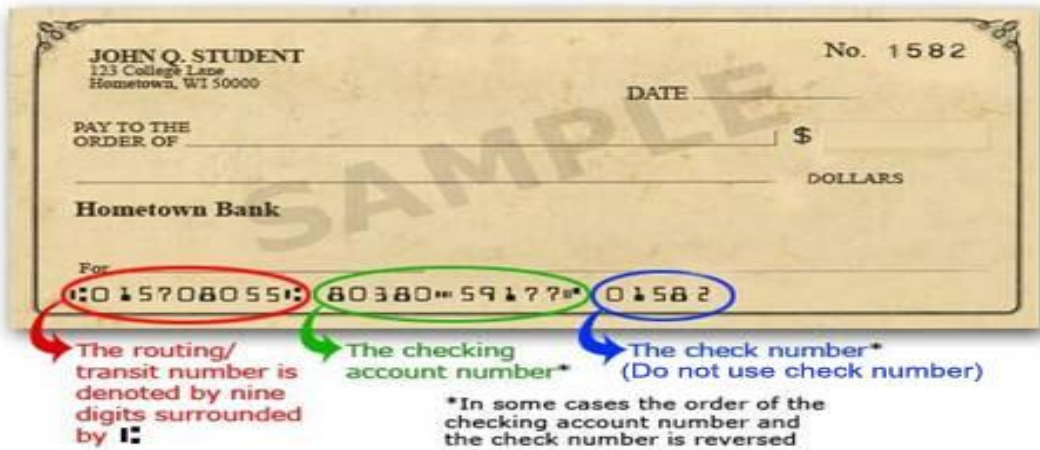 JOHN Q. STUDENT
123 College Lane
Hometown, WI 50000
No. 1582
DATE
PAY TO THE
ORDER OF
$
DOLLARS
SAMPLE
Hometown Bank
For
⑆015708055⑆ 80380⑉59177⑈ 01582
The routing/
transit number is
denoted by nine
digits surrounded
by ⑆
The checking
account number*
The check number*
(Do not use check number)
*In some cases the order of the
checking account number and
the check number is reversed